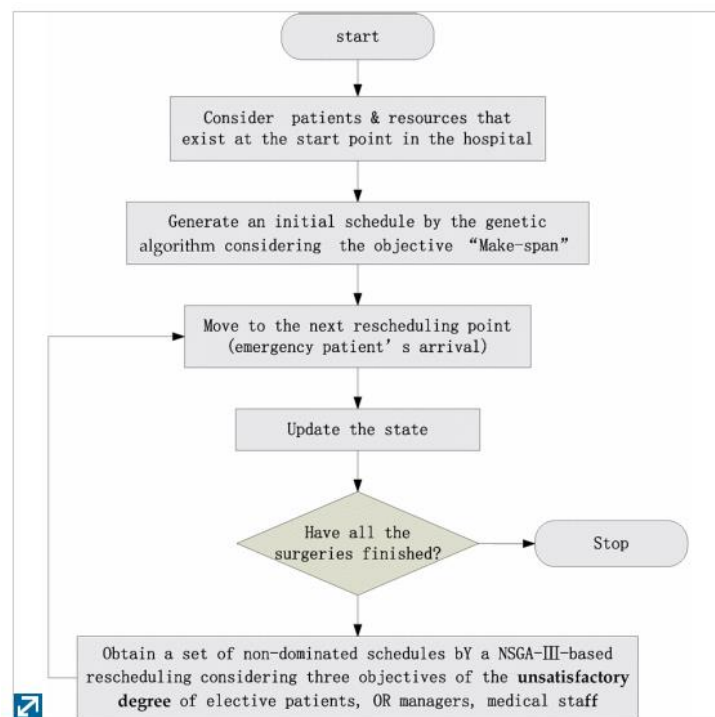 start
Consider patients & resources that
exist at the start point in the hospital
Generate an initial schedule by the genetic
algorithm considering the objective “Make-span”
Move to the next rescheduling point
(emergency patient’s arrival)
Update the state
Have all the
surgeries finished?
Stop
Obtain a set of non-dominated schedules bY a NSGA-III-based
rescheduling considering three objectives of the unsatisfactory
degree of elective patients, OR managers, medical staff